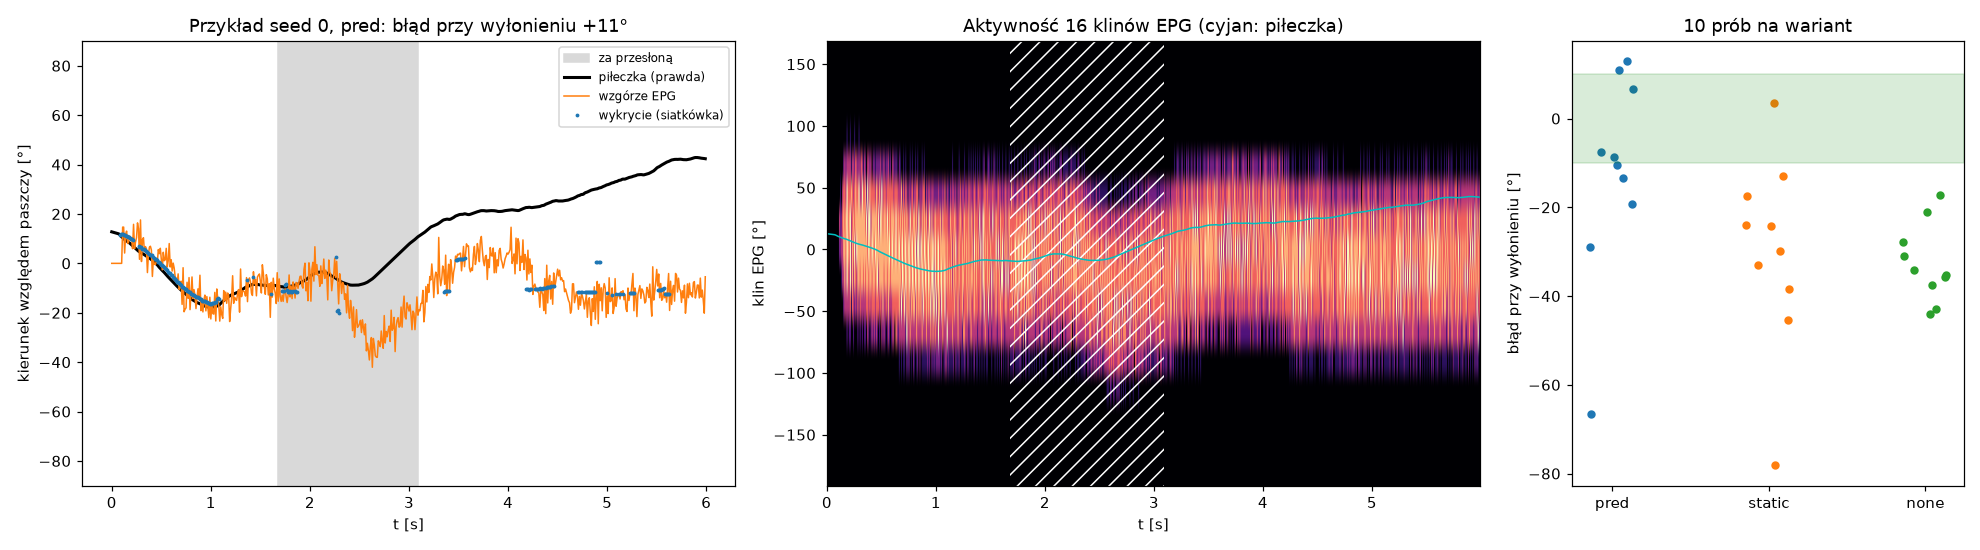 Przykład seed 0, pred: błąd przy wyłonieniu +11°
kierunek względem paszczy [°]
80
60
40
20
0
−20
−40
−60
−80
za przesłoną
piłeczka (prawda)
wzgórze EPG
wykrycie (siatkówka)
0
1
2
3
4
5
6
t [s]
Aktywność 16 klinów EPG (cyjan: piłeczka)
klin EPG [°]
150
100
50
0
−50
−100
−150
0
1
2
3
4
5
t [s]
10 prób na wariant
błąd przy wyłonieniu [°]
0
−20
−40
−60
−80
pred
static
none